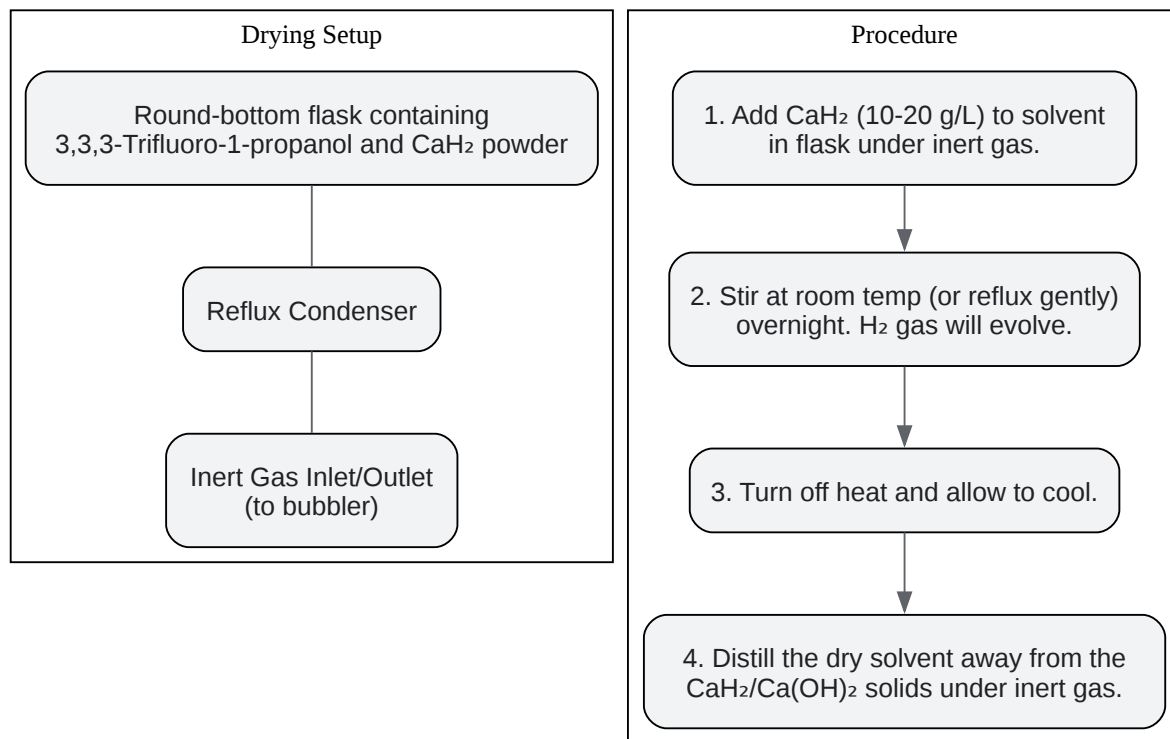 Drying Setup
Round-bottom flask containing
3,3,3-Trifluoro-1-propanol and CaH₂ powder
Reflux Condenser
Inert Gas Inlet/Outlet
(to bubbler)
Procedure
1. Add CaH₂ (10-20 g/L) to solvent
in flask under inert gas.
2. Stir at room temp (or reflux gently)
overnight. H₂ gas will evolve.
3. Turn off heat and allow to cool.
4. Distill the dry solvent away from the
CaH₂/Ca(OH)₂ solids under inert gas.